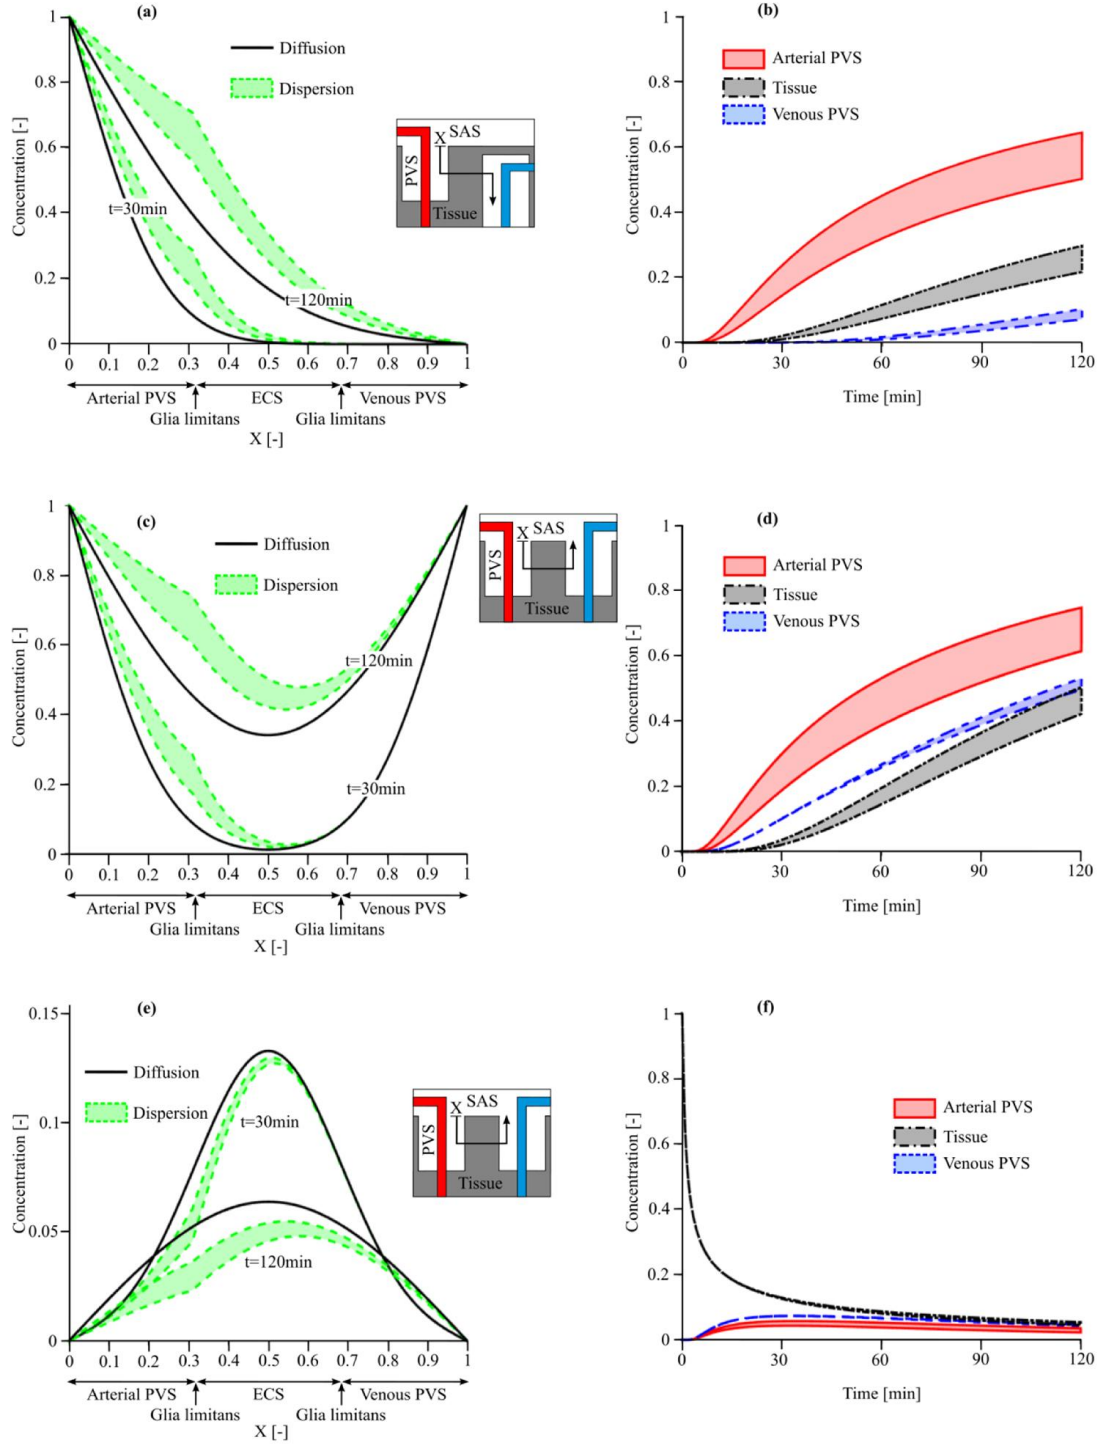 (a)
1
0.8
0.6
0.4
0.2
0
Concentration [-]
Diffusion
Dispersion
t=30min
t=120min
SAS
X
PVS
Tissue
0 0.1 0.2 0.3 0.4 0.5 0.6 0.7 0.8 0.9 1
Arterial PVS ECS Venous PVS
Glia limitans Glia limitans
X [-]
(b)
1
0.8
0.6
0.4
0.2
0
Concentration [-]
Arterial PVS
Tissue
Venous PVS
0 30 60 90 120
Time [min]
(c)
1
0.8
0.6
0.4
0.2
0
Concentration [-]
Diffusion
Dispersion
t=120min
t=30min
SAS
X
PVS
Tissue
0 0.1 0.2 0.3 0.4 0.5 0.6 0.7 0.8 0.9 1
Arterial PVS ECS Venous PVS
Glia limitans Glia limitans
X [-]
(d)
1
0.8
0.6
0.4
0.2
0
Concentration [-]
Arterial PVS
Tissue
Venous PVS
0 30 60 90 120
Time [min]
(e)
0.15
0.1
0.05
0
Concentration [-]
Diffusion
Dispersion
t=30min
t=120min
SAS
X
PVS
Tissue
0 0.1 0.2 0.3 0.4 0.5 0.6 0.7 0.8 0.9 1
Arterial PVS ECS Venous PVS
Glia limitans Glia limitans
X [-]
(f)
1
0.8
0.6
0.4
0.2
0
Concentration [-]
Arterial PVS
Tissue
Venous PVS
0 30 60 90 120
Time [min]